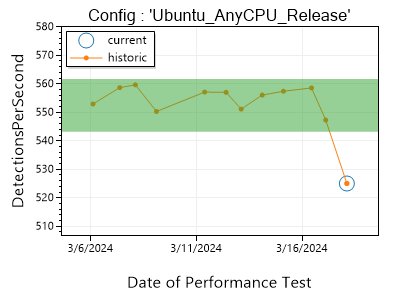 Config : 'Ubuntu_AnyCPU_Release'
current
historic
DetectionsPerSecond
580
570
560
550
540
530
520
510
3/6/2024
3/11/2024
3/16/2024
Date of Performance Test